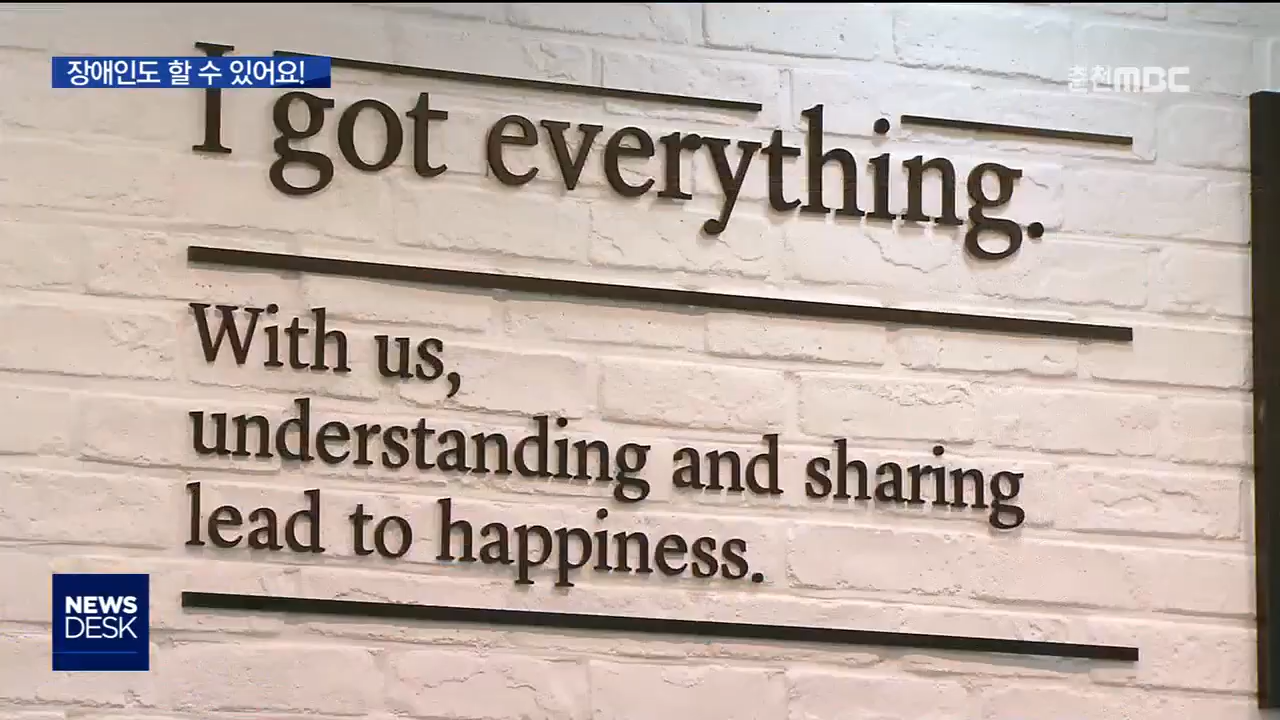 장애인도 할 수 있어요!
춘천MBC
I got everything.
With us,
understanding and sharing
lead to happiness.
NEWS
DESK